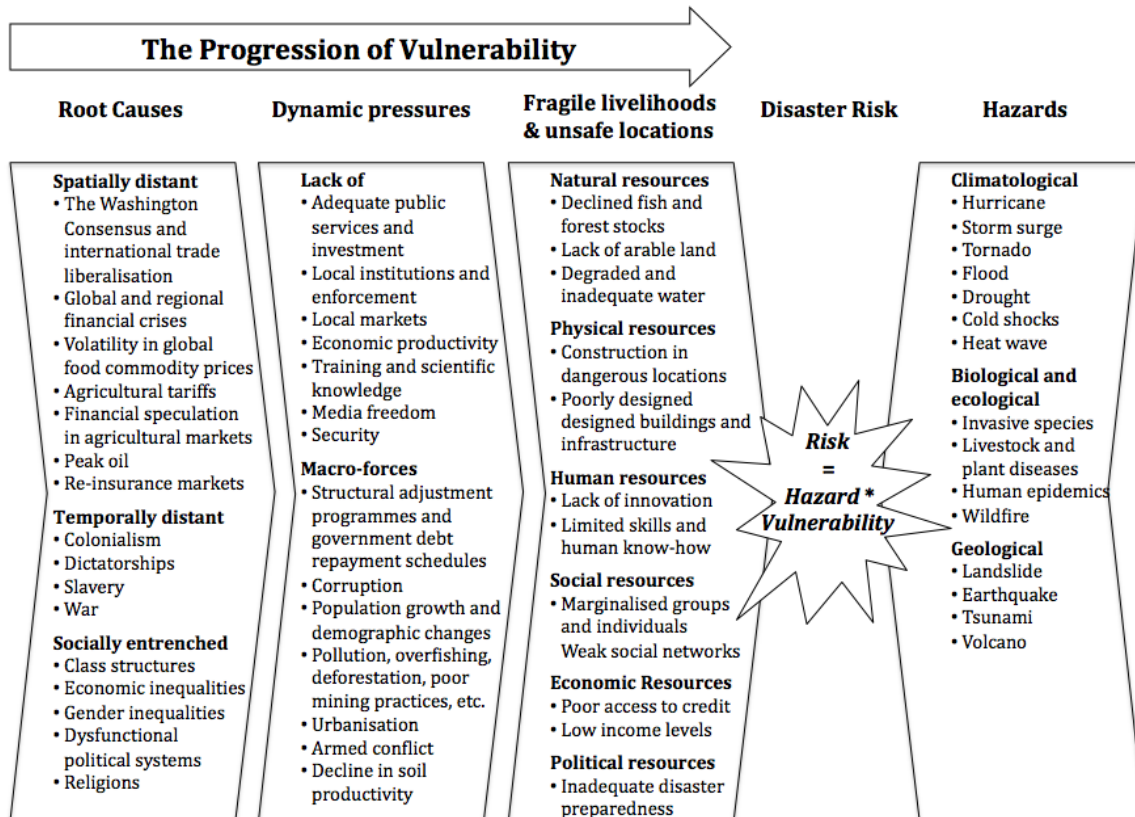 The Progression of Vulnerability
Root Causes
Spatially distant
• The Washington
Consensus and
international trade
liberalisation
• Global and regional
financial crises
• Volatility in global
food commodity prices
• Agricultural tariffs
• Financial speculation
in agricultural markets
• Peak oil
• Re-insurance markets
Temporally distant
• Colonialism
• Dictatorships
• Slavery
• War
Socially entrenched
• Class structures
• Economic inequalities
• Gender inequalities
• Dysfunctional
political systems
• Religions
Dynamic pressures
Lack of
• Adequate public
services and
investment
• Local institutions and
enforcement
• Local markets
• Economic productivity
• Training and scientific
knowledge
• Media freedom
• Security
Macro-forces
• Structural adjustment
programmes and
government debt
repayment schedules
• Corruption
• Population growth and
demographic changes
• Pollution, overfishing,
deforestation, poor
mining practices, etc.
• Urbanisation
• Armed conflict
• Decline in soil
productivity
Fragile livelihoods
& unsafe locations
Natural resources
• Declined fish and
forest stocks
• Lack of arable land
• Degraded and
inadequate water
Physical resources
• Construction in
dangerous locations
• Poorly designed
designed buildings and
infrastructure
Human resources
• Lack of innovation
• Limited skills and
human know-how
Social resources
• Marginalised groups
and individuals
Weak social networks
Economic Resources
• Poor access to credit
• Low income levels
Political resources
• Inadequate disaster
preparedness
Disaster Risk
Risk
=
Hazard *
Vulnerability
Hazards
Climatological
• Hurricane
• Storm surge
• Tornado
• Flood
• Drought
• Cold shocks
• Heat wave
Biological and
ecological
• Invasive species
• Livestock and
plant diseases
• Human epidemics
• Wildfire
Geological
• Landslide
• Earthquake
• Tsunami
• Volcano